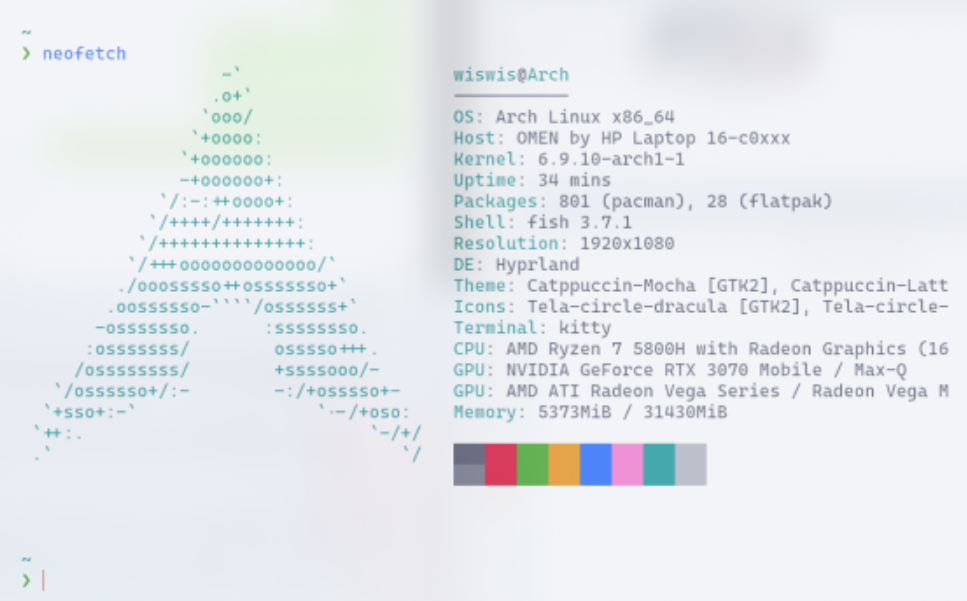 ~
❯ neofetch
-`
.o+`
`ooo/
`+oooo:
`+oooooo:
-+oooooo+:
`/:-:++oooo+:
`/++++/+++++++:
`/++++++++++++++:
`/+++ooooooooooooo/`
./ooosssso++osssssso+`
.oossssso-````/ossssss+`
-osssssso. :ssssssso.
:osssssss/ osssso+++.
/ossssssss/ +ssssooo/-
`/ossssso+/:- -:/+osssso+-
`+sso+:-` `.-/+oso:
`++:. `-/+/
.` `/
wiswis@Arch
OS: Arch Linux x86_64
Host: OMEN by HP Laptop 16-c0xxx
Kernel: 6.9.10-arch1-1
Uptime: 34 mins
Packages: 801 (pacman), 28 (flatpak)
Shell: fish 3.7.1
Resolution: 1920x1080
DE: Hyprland
Theme: Catppuccin-Mocha [GTK2], Catppuccin-Latt
Icons: Tela-circle-dracula [GTK2], Tela-circle-
Terminal: kitty
CPU: AMD Ryzen 7 5800H with Radeon Graphics (16
GPU: NVIDIA GeForce RTX 3070 Mobile / Max-Q
GPU: AMD ATI Radeon Vega Series / Radeon Vega M
Memory: 5373MiB / 31430MiB
~
❯